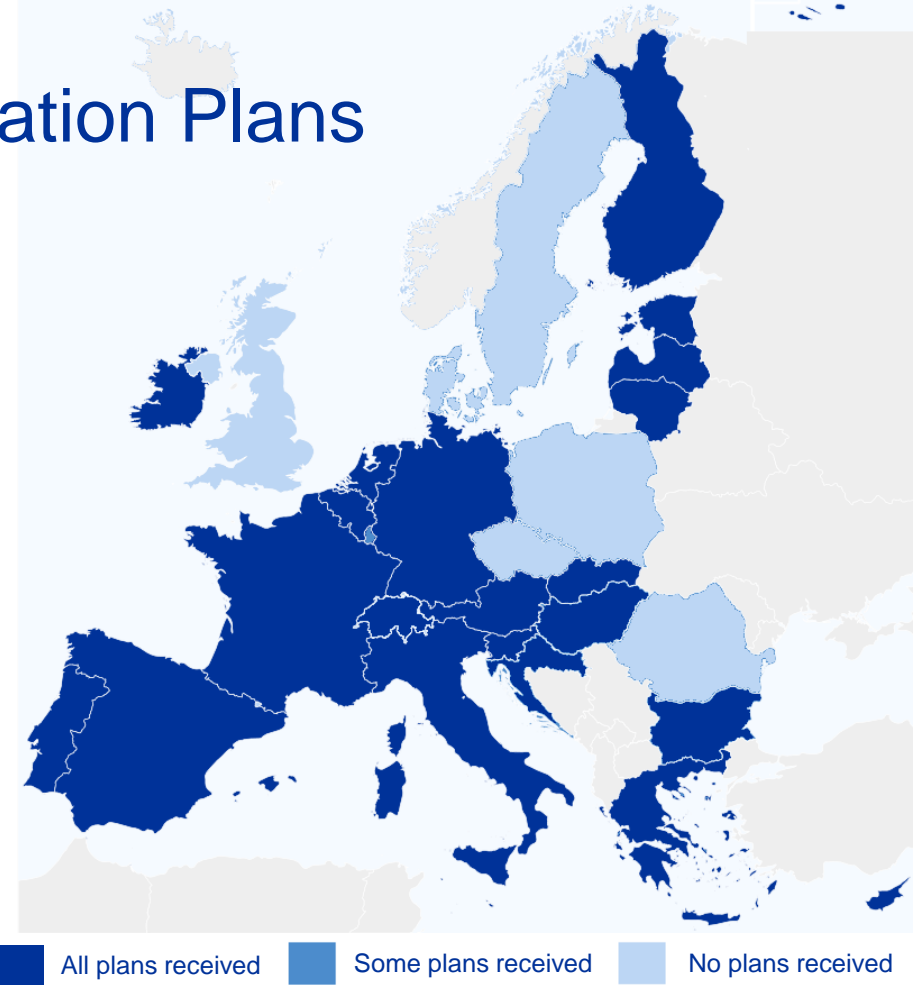 ation Plans
All plans received
Some plans received
No plans received